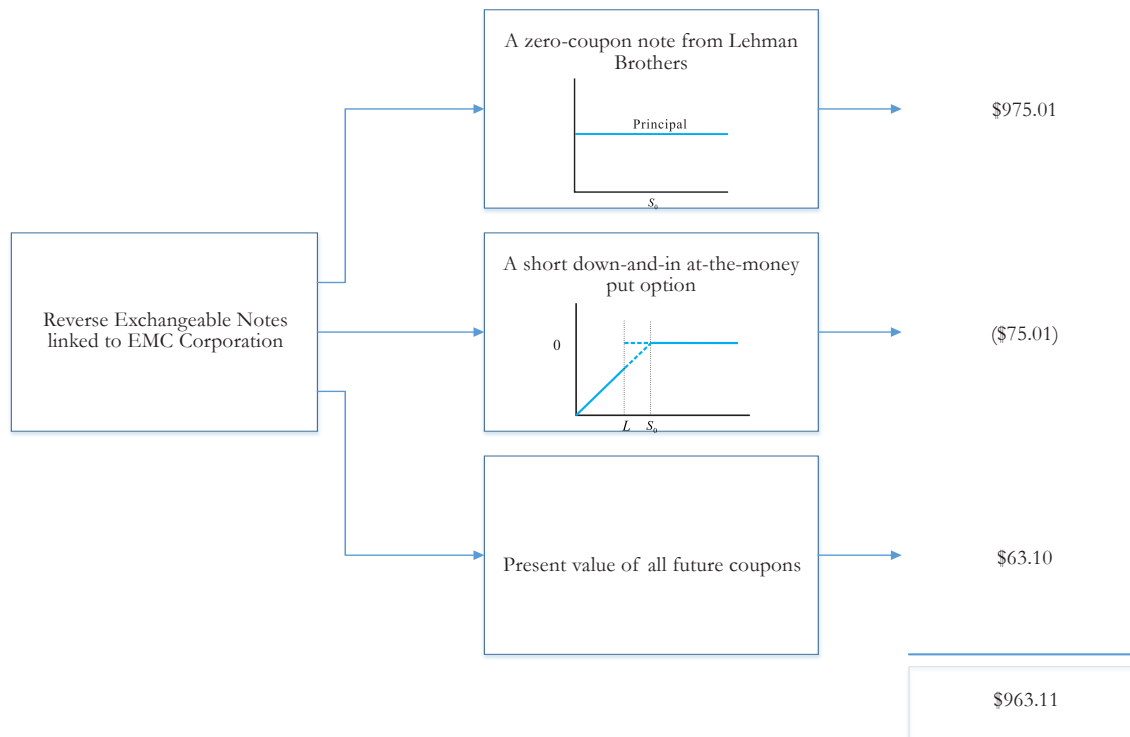 A zero-coupon note from Lehman
Brothers
Principal
S₀
$975.01
Reverse Exchangeable Notes
linked to EMC Corporation
A short down-and-in at-the-money
put option
0
L S₀
($75.01)
Present value of all future coupons
$63.10
$963.11